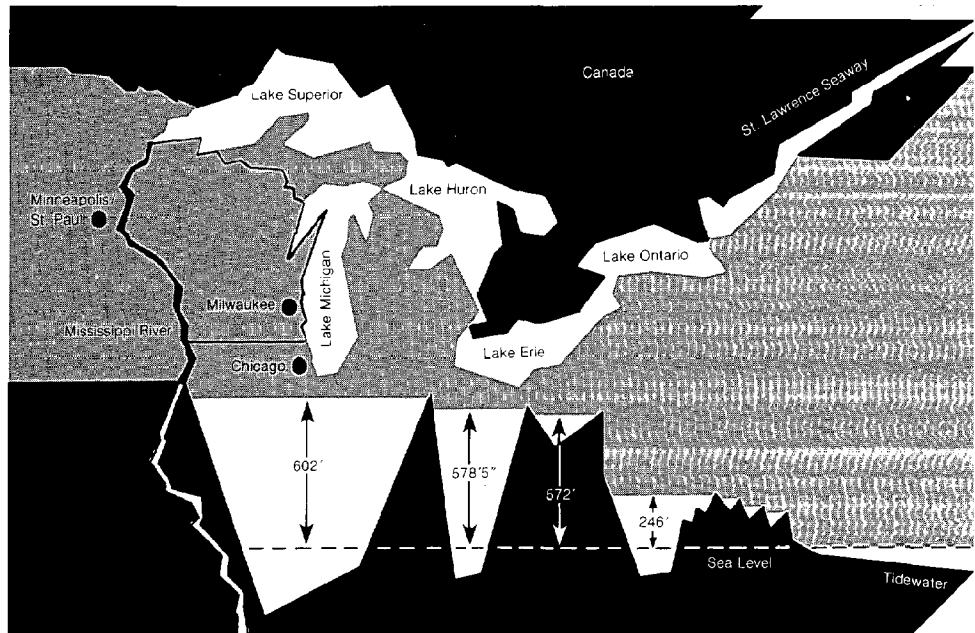 Canada
Lake Superior
St. Lawrence Seaway
Lake Huron
Minneapolis/
St. Paul
Lake Ontario
Lake Michigan
Milwaukee
Mississippi River
Lake Erie
Chicago
602'
578'5"
572'
246'
Sea Level
Tidewater